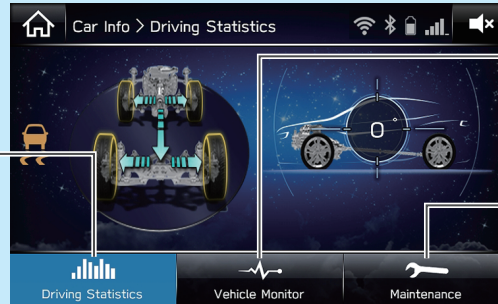 Car Info > Driving Statistics
0°
Driving Statistics
Vehicle Monitor
Maintenance